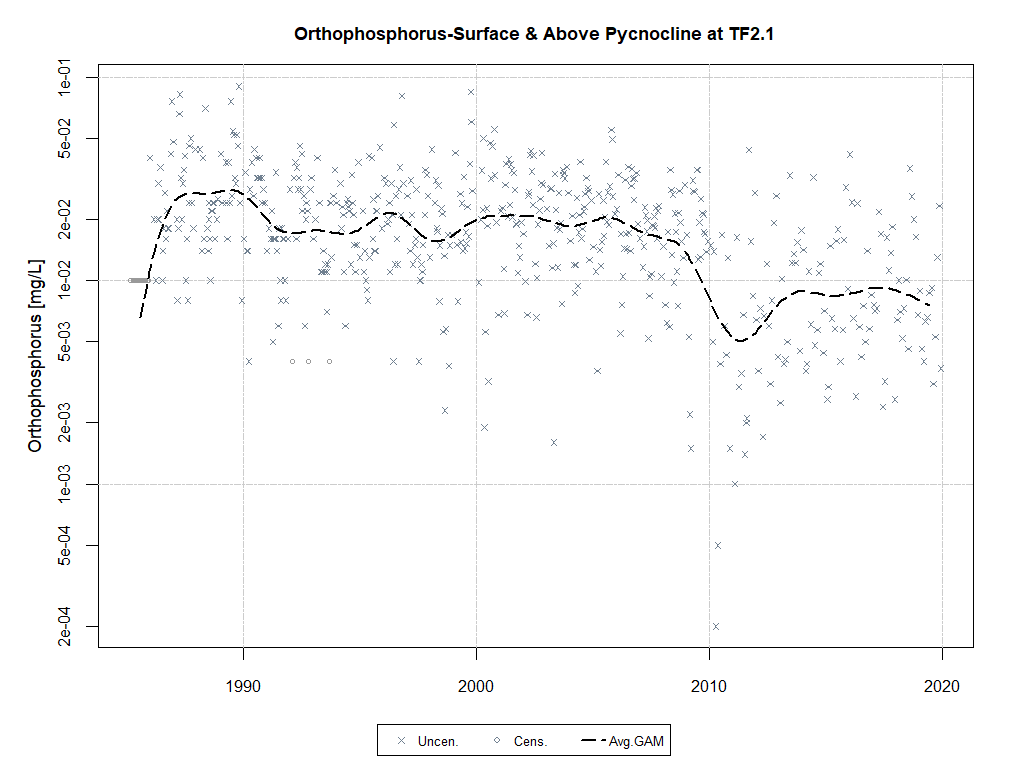 Orthophosphorus-Surface & Above Pycnocline at TF2.1
Orthophosphorus [mg/L]
1e-01
5e-02
2e-02
1e-02
5e-03
2e-03
1e-03
5e-04
2e-04
1990 2000 2010 2020
Uncen. Cens. Avg.GAM